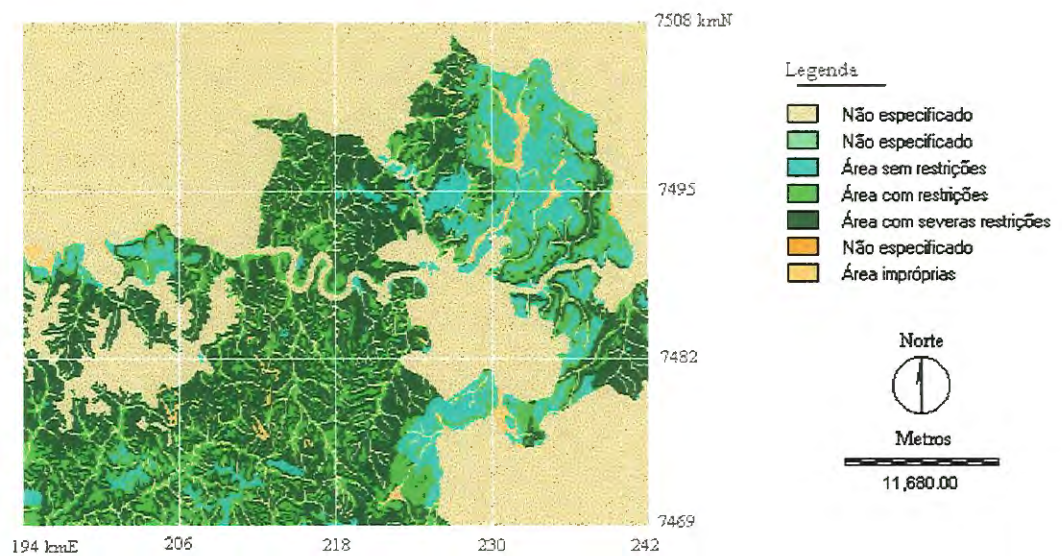 7508 kmN
7495
7482
7469
194 kmE 206 218 230 242
Legenda
Não especificado
Não especificado
Área sem restrições
Área com restrições
Área com severas restrições
Não especificado
Área impróprias
Norte
Metros
11,680.00